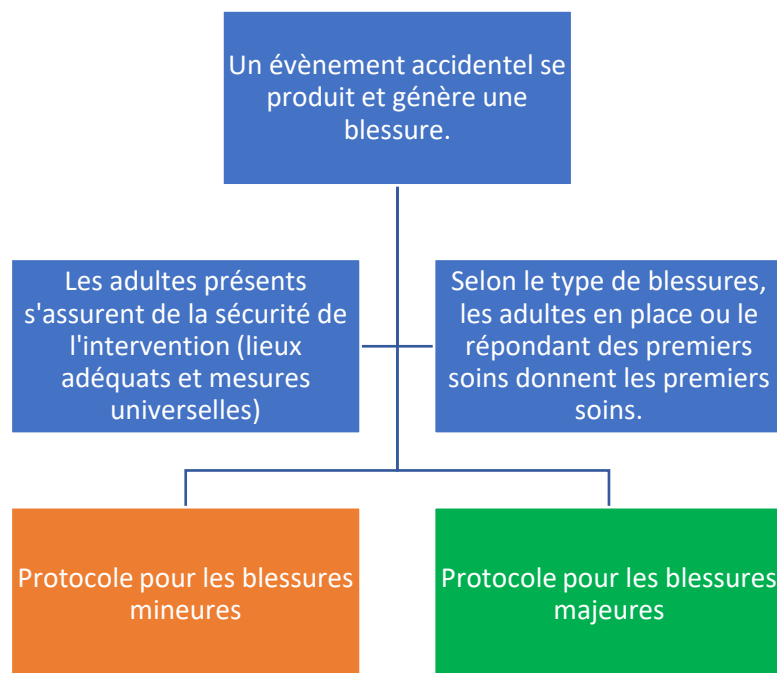 Un évènement accidentel se
produit et génère une
blessure.
Les adultes présents
s'assurent de la sécurité de
l'intervention (lieux
adéquats et mesures
universelles)
Selon le type de blessures,
les adultes en place ou le
répondant des premiers
soins donnent les premiers
soins.
Protocole pour les blessures
mineures
Protocole pour les blessures
majeures